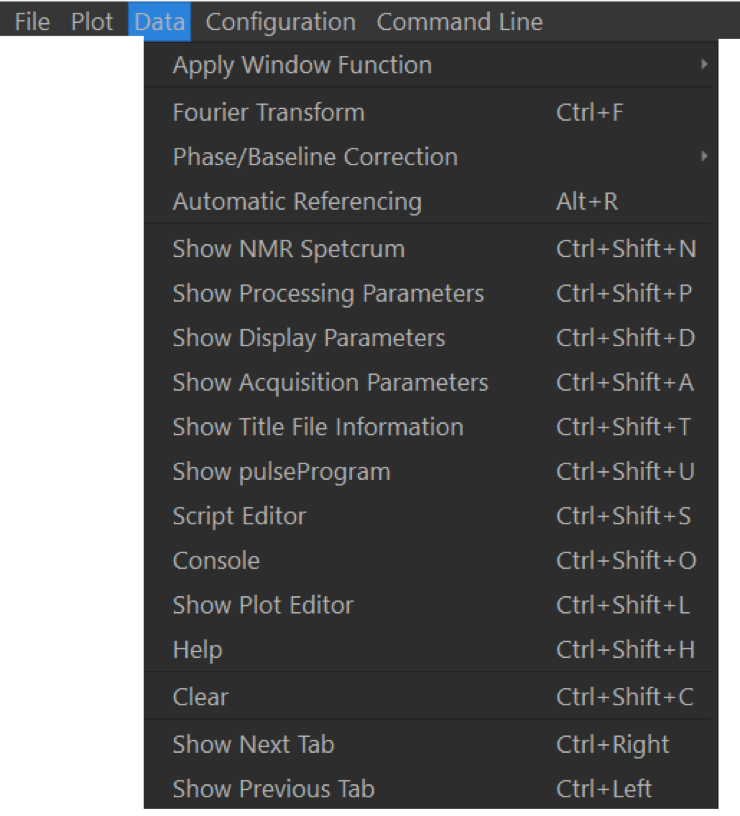 File Plot Data Configuration Command Line
Apply Window Function
Fourier Transform Ctrl+F
Phase/Baseline Correction
Automatic Referencing Alt+R
Show NMR Spetcrum Ctrl+Shift+N
Show Processing Parameters Ctrl+Shift+P
Show Display Parameters Ctrl+Shift+D
Show Acquisition Parameters Ctrl+Shift+A
Show Title File Information Ctrl+Shift+T
Show pulseProgram Ctrl+Shift+U
Script Editor Ctrl+Shift+S
Console Ctrl+Shift+O
Show Plot Editor Ctrl+Shift+L
Help Ctrl+Shift+H
Clear Ctrl+Shift+C
Show Next Tab Ctrl+Right
Show Previous Tab Ctrl+Left